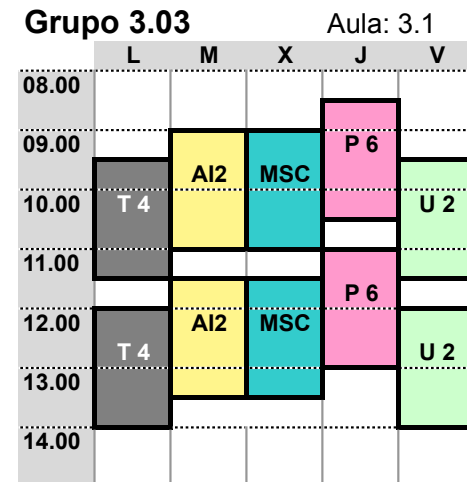 Grupo 3.03 Aula: 3.1
L M X J V
08.00
09.00 P 6
AI2 MSC
10.00 T 4 U 2
11.00
P 6
12.00 AI2 MSC
T 4 U 2
13.00
14.00